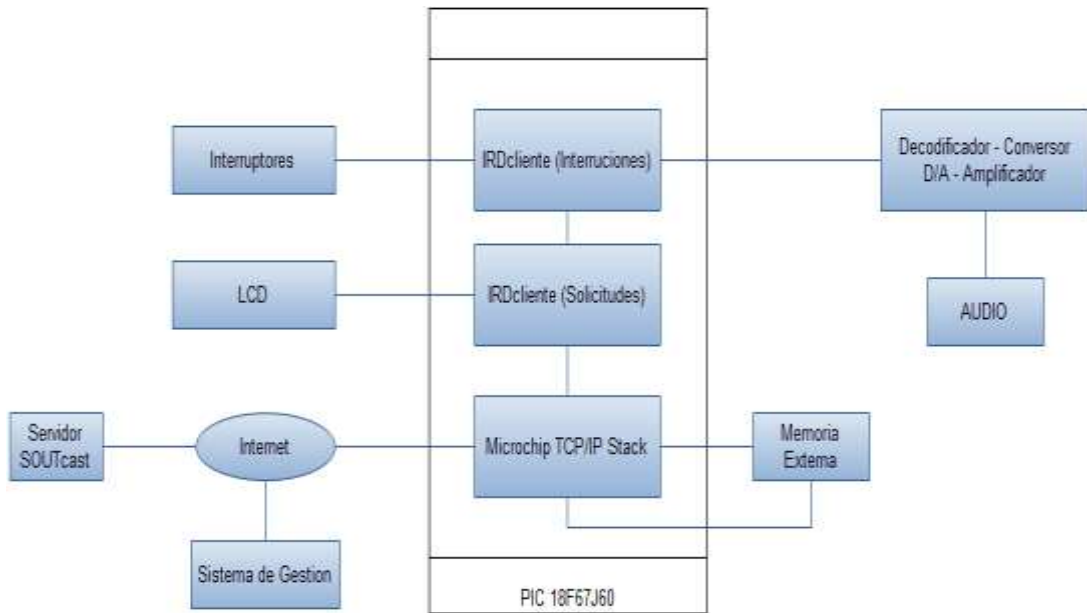 Interruptores
IRDcliente (Interruciones)
Decodificador - Conversor
D/A - Amplificador
LCD
IRDcliente (Solicitudes)
AUDIO
Servidor
SOUTcast
Internet
Microchip TCP/IP Stack
Memoria
Externa
Sistema de Gestion
PIC 18F67J60